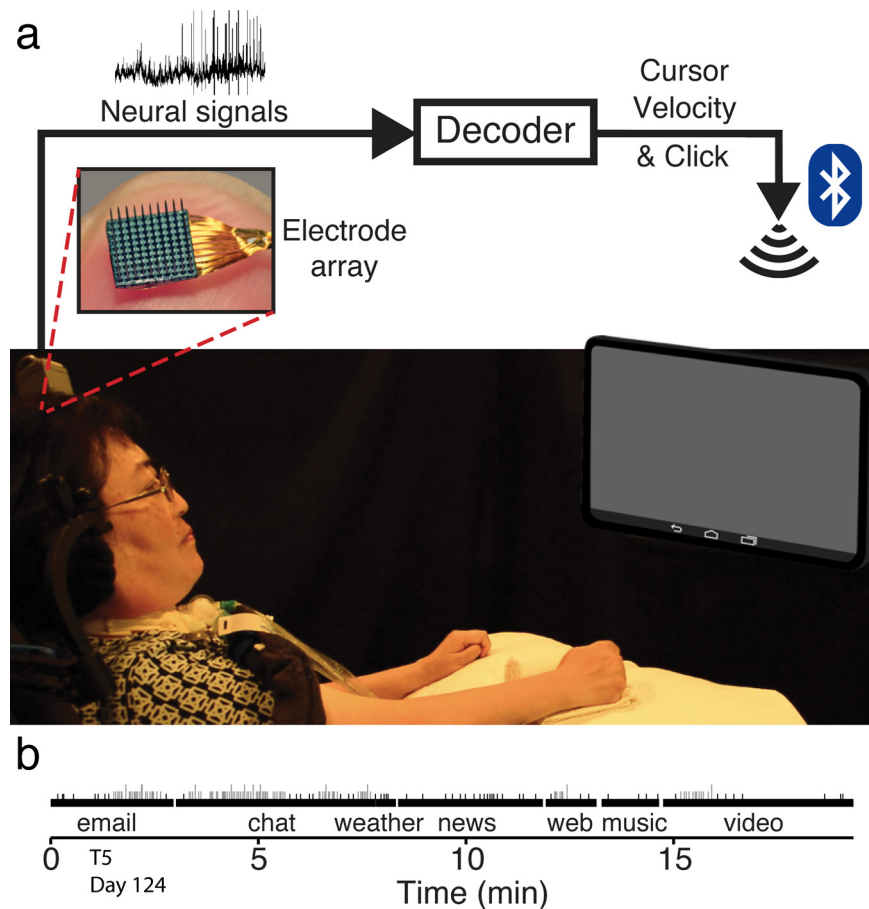 a
Neural signals
Decoder
Cursor
Velocity
& Click
Electrode
array
b
email chat weather news web music video
0 5 10 15
T5
Day 124
Time (min)